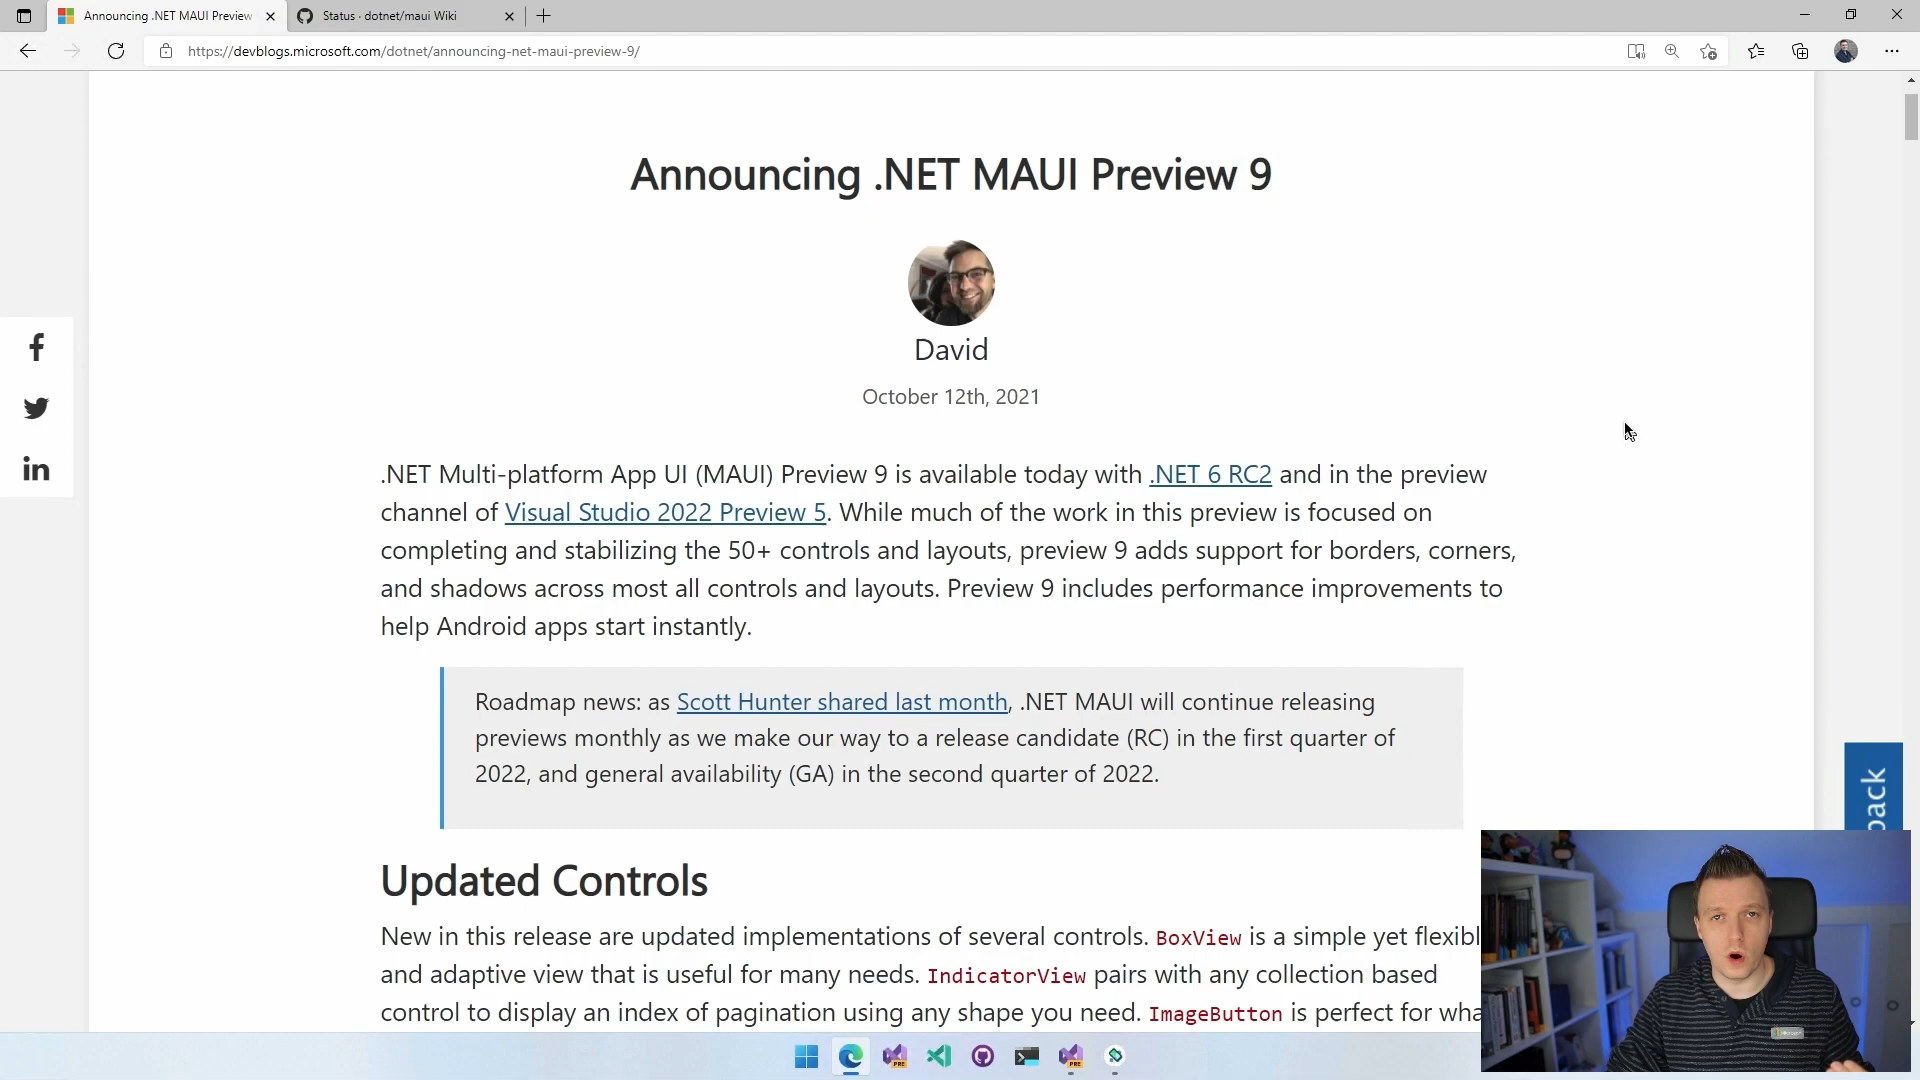 Announcing .NET MAUI Preview
Status · dotnet/maui Wiki
https://devblogs.microsoft.com/dotnet/announcing-net-maui-preview-9/
Announcing .NET MAUI Preview 9
David
October 12th, 2021
.NET Multi-platform App UI (MAUI) Preview 9 is available today with .NET 6 RC2 and in the preview
channel of Visual Studio 2022 Preview 5. While much of the work in this preview is focused on
completing and stabilizing the 50+ controls and layouts, preview 9 adds support for borders, corners,
and shadows across most all controls and layouts. Preview 9 includes performance improvements to
help Android apps start instantly.
Roadmap news: as Scott Hunter shared last month, .NET MAUI will continue releasing
previews monthly as we make our way to a release candidate (RC) in the first quarter of
2022, and general availability (GA) in the second quarter of 2022.
back
Updated Controls
New in this release are updated implementations of several controls. BoxView is a simple yet flexibl
and adaptive view that is useful for many needs. IndicatorView pairs with any collection based
control to display an index of pagination using any shape you need. ImageButton is perfect for wha
PRE
PRE
Microsoft